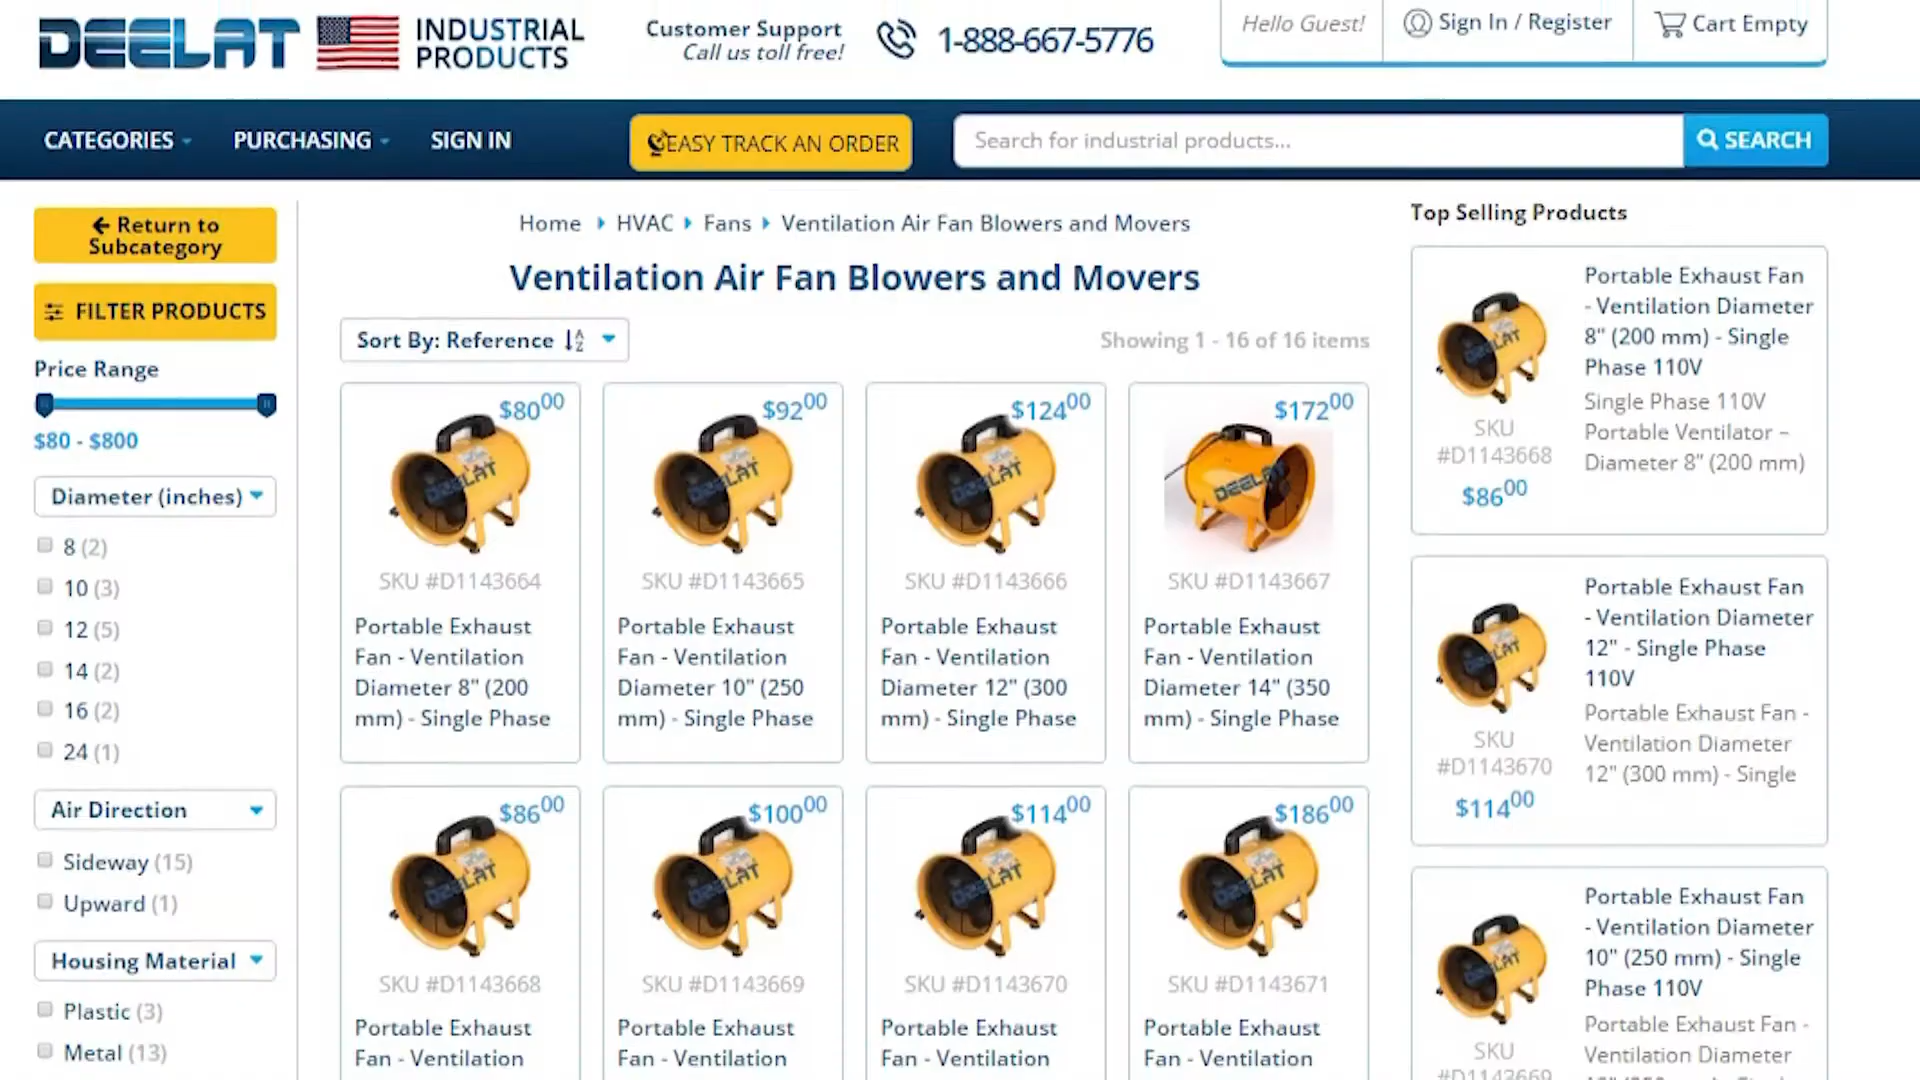 DEELAT
INDUSTRIAL
PRODUCTS
Customer Support
Call us toll free!
1-888-667-5776
Hello Guest!
Sign In / Register
Cart Empty
CATEGORIES
PURCHASING
SIGN IN
EASY TRACK AN ORDER
Search for industrial products...
SEARCH
Return to
Subcategory
FILTER PRODUCTS
Price Range
$80 - $800
Diameter (inches)
8 (2)
10 (3)
12 (5)
14 (2)
16 (2)
24 (1)
Air Direction
Sideway (15)
Upward (1)
Housing Material
Plastic (3)
Metal (13)
Home HVAC Fans Ventilation Air Fan Blowers and Movers
Ventilation Air Fan Blowers and Movers
Sort By: Reference
Showing 1 - 16 of 16 items
$8000
DEELAT
SKU #D1143664
Portable Exhaust
Fan - Ventilation
Diameter 8" (200
mm) - Single Phase
$9200
DEELAT
SKU #D1143665
Portable Exhaust
Fan - Ventilation
Diameter 10" (250
mm) - Single Phase
$12400
DEELAT
SKU #D1143666
Portable Exhaust
Fan - Ventilation
Diameter 12" (300
mm) - Single Phase
$17200
DEELAT
SKU #D1143667
Portable Exhaust
Fan - Ventilation
Diameter 14" (350
mm) - Single Phase
$8600
DEELAT
SKU #D1143668
Portable Exhaust
Fan - Ventilation
$10000
DEELAT
SKU #D1143669
Portable Exhaust
Fan - Ventilation
$11400
DEELAT
SKU #D1143670
Portable Exhaust
Fan - Ventilation
$18600
DEELAT
SKU #D1143671
Portable Exhaust
Fan - Ventilation
Top Selling Products
DEELAT
SKU
#D1143668
$8600
Portable Exhaust Fan
- Ventilation Diameter
8" (200 mm) - Single
Phase 110V
Single Phase 110V
Portable Ventilator –
Diameter 8" (200 mm)
DEELAT
SKU
#D1143670
$11400
Portable Exhaust Fan
- Ventilation Diameter
12" - Single Phase
110V
Portable Exhaust Fan -
Ventilation Diameter
12" (300 mm) - Single
DEELAT
SKU
#D1143669
Portable Exhaust Fan
- Ventilation Diameter
10" (250 mm) - Single
Phase 110V
Portable Exhaust Fan -
Ventilation Diameter